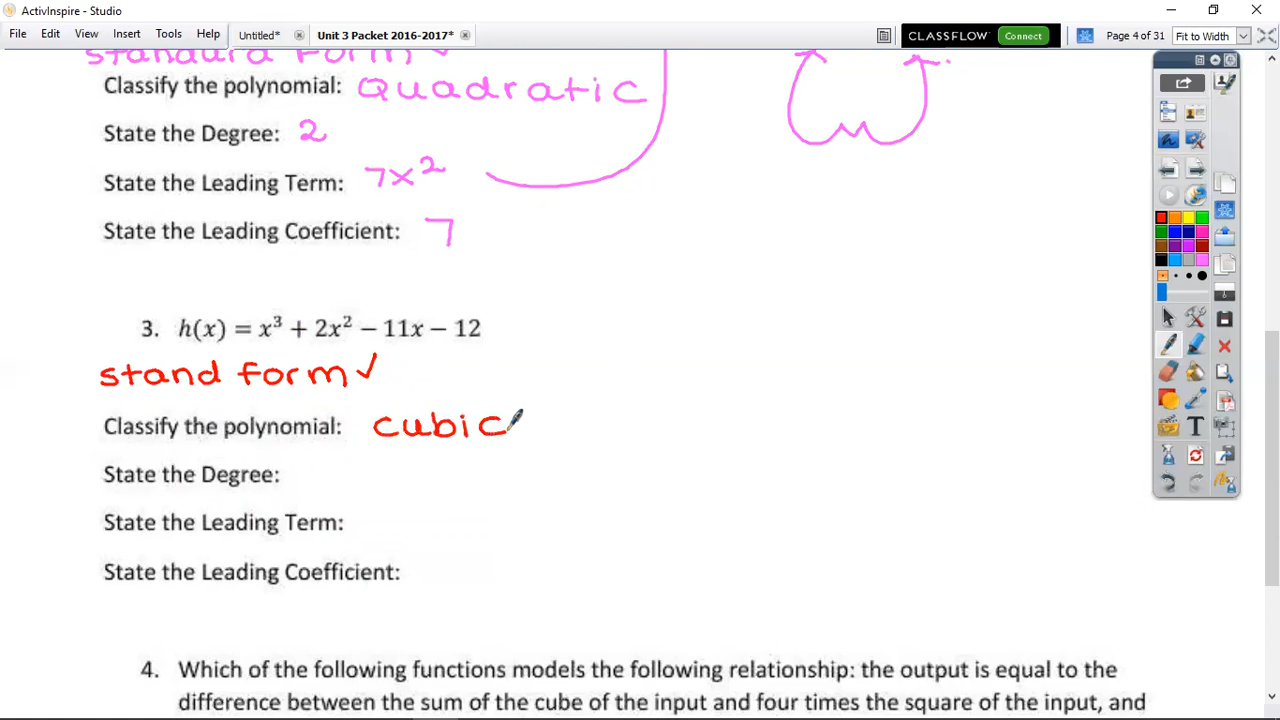 ActivInspire - Studio
File Edit View Insert Tools Help Untitled* Unit 3 Packet 2016-2017* CLASSFLOW Connect Page 4 of 31 Fit to Width
standard form ✓
Classify the polynomial: Quadratic
State the Degree: 2
State the Leading Term: 7x²
State the Leading Coefficient: 7
3. h(x) = x³ + 2x² − 11x − 12
stand form ✓
Classify the polynomial: cubic
State the Degree:
State the Leading Term:
State the Leading Coefficient:
4. Which of the following functions models the following relationship: the output is equal to the
difference between the sum of the cube of the input and four times the square of the input, and